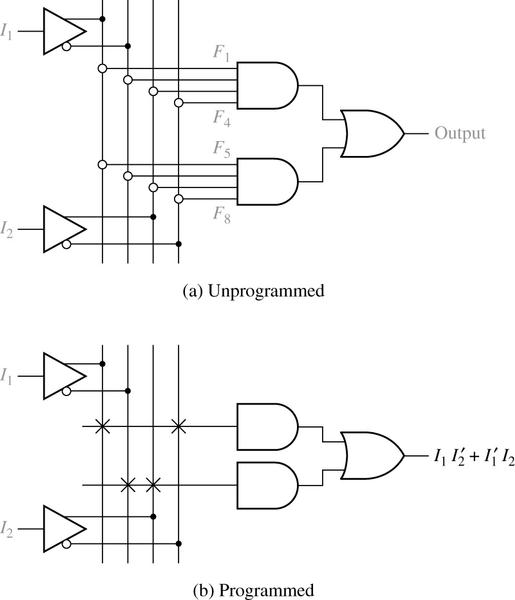 I₁
F₁
F₄
Output
F₅
F₈
I₂
(a) Unprogrammed
I₁
I₁ I₂′ + I₁′ I₂
I₂
(b) Programmed